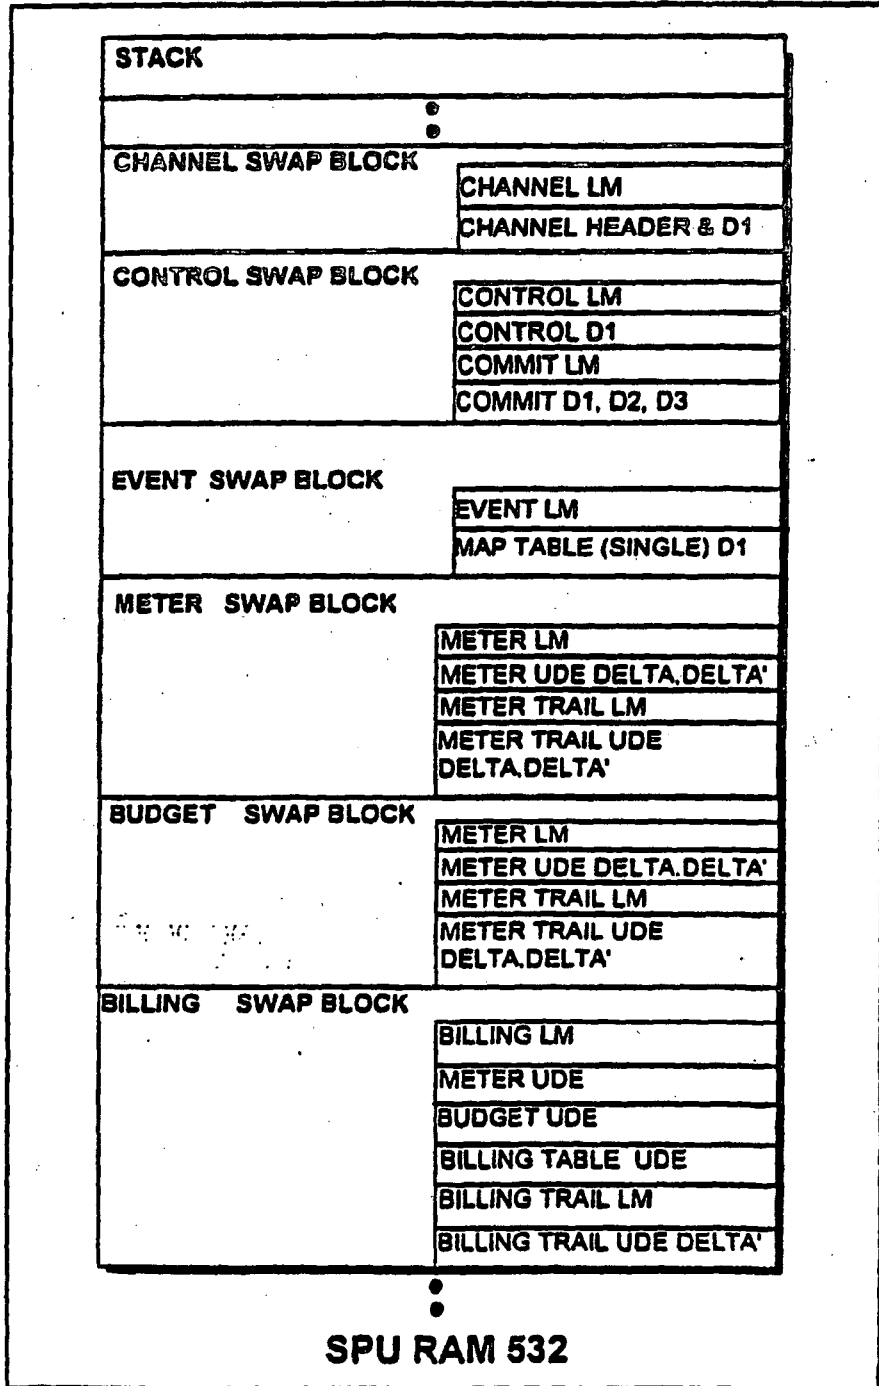 STACK
CHANNEL SWAP BLOCK
CHANNEL LM
CHANNEL HEADER & D1
CONTROL SWAP BLOCK
CONTROL LM
CONTROL D1
COMMIT LM
COMMIT D1, D2, D3
EVENT SWAP BLOCK
EVENT LM
MAP TABLE (SINGLE) D1
METER SWAP BLOCK
METER LM
METER UDE DELTA,DELTA'
METER TRAIL LM
METER TRAIL UDE
DELTA,DELTA'
BUDGET SWAP BLOCK
METER LM
METER UDE DELTA,DELTA'
METER TRAIL LM
METER TRAIL UDE
DELTA,DELTA'
BILLING SWAP BLOCK
BILLING LM
METER UDE
BUDGET UDE
BILLING TABLE UDE
BILLING TRAIL LM
BILLING TRAIL UDE DELTA'
SPU RAM 532